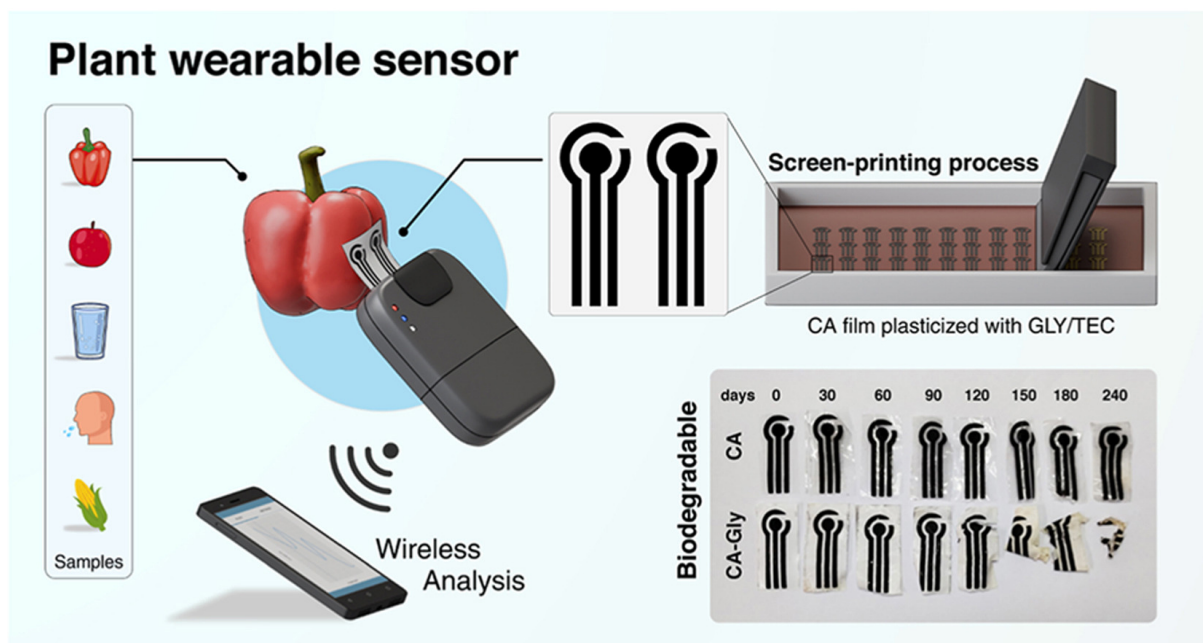 Plant wearable sensor
Samples
Wireless
Analysis
Screen-printing process
CA film plasticized with GLY/TEC
Biodegradable
days 0 30 60 90 120 150 180 240
CA
CA-Gly